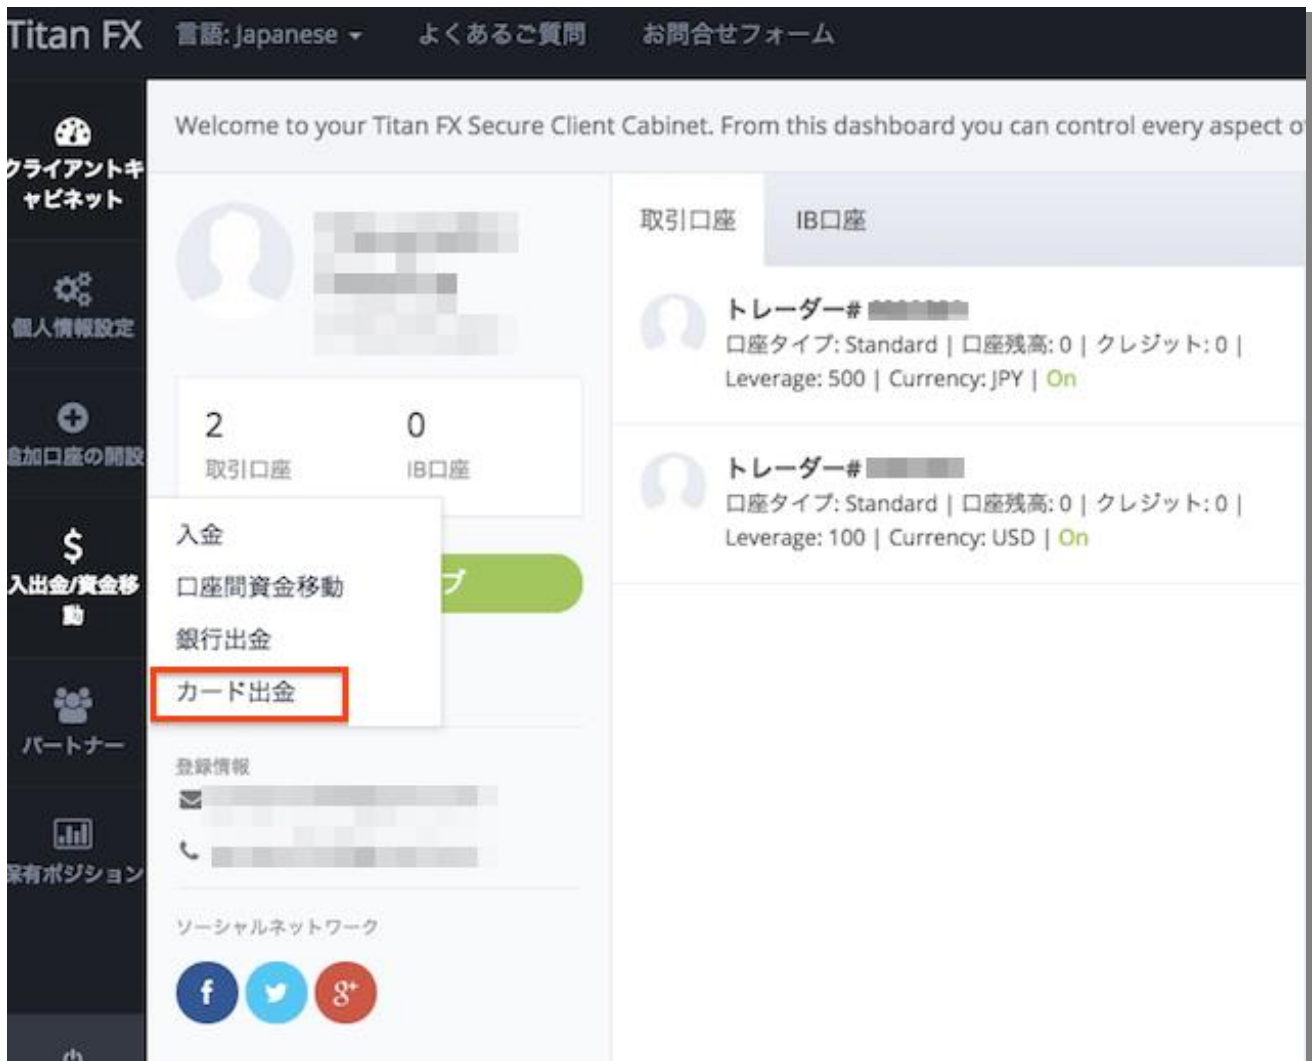 Titan FX 言語: Japanese よくあるご質問 お問合せフォーム
Welcome to your Titan FX Secure Client Cabinet. From this dashboard you can control every aspect
クライアントキ
ャビネット
個人情報設定
追加口座の開設
入出金/資金移
動
パートナー
保有ポジション
2 0
取引口座 IB口座
入金
口座間資金移動
銀行出金
カード出金
プ
登録情報
ソーシャルネットワーク
f
8+
取引口座 IB口座
トレーダー#
口座タイプ: Standard | 口座残高: 0 | クレジット: 0 |
Leverage: 500 | Currency: JPY | On
トレーダー#
口座タイプ: Standard | 口座残高: 0 | クレジット: 0 |
Leverage: 100 | Currency: USD | On